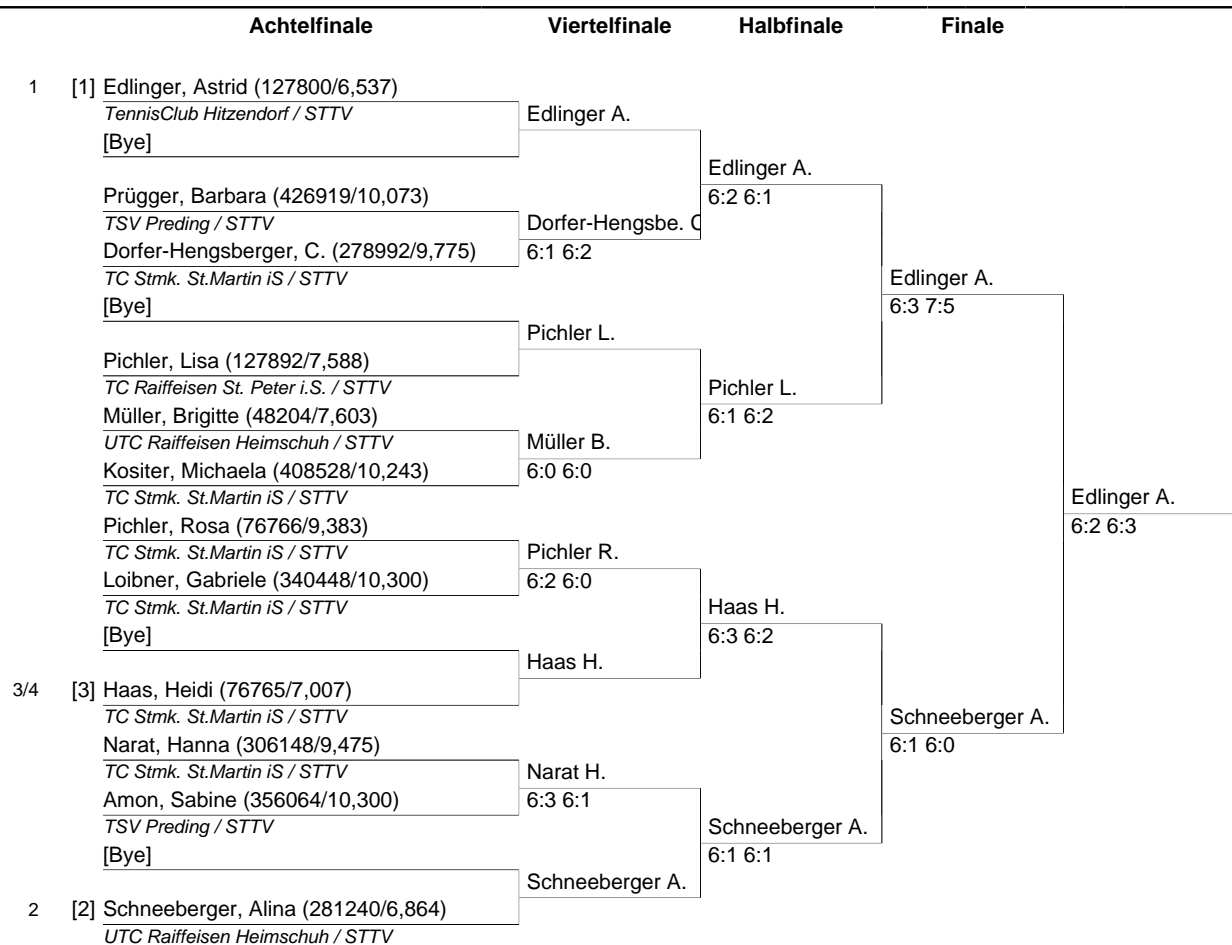 Achtelfinale Viertelfinale Halbfinale Finale
1 [1] Edlinger, Astrid (127800/6,537)
TennisClub Hitzendorf / STTV Edlinger A.
[Bye]
Edlinger A.
Prügger, Barbara (426919/10,073) 6:2 6:1
TSV Preding / STTV Dorfer-Hengsbe. C
Dorfer-Hengsberger, C. (278992/9,775) 6:1 6:2
TC Stmk. St.Martin iS / STTV Edlinger A.
[Bye] 6:3 7:5
Pichler L.
Pichler, Lisa (127892/7,588)
TC Raiffeisen St. Peter i.S. / STTV Pichler L.
Müller, Brigitte (48204/7,603) 6:1 6:2
UTC Raiffeisen Heimschuh / STTV Müller B.
Kositer, Michaela (408528/10,243) 6:0 6:0
TC Stmk. St.Martin iS / STTV Edlinger A.
Pichler, Rosa (76766/9,383) 6:2 6:3
TC Stmk. St.Martin iS / STTV Pichler R.
Loibner, Gabriele (340448/10,300) 6:2 6:0
TC Stmk. St.Martin iS / STTV Haas H.
[Bye] 6:3 6:2
Haas H.
3/4 [3] Haas, Heidi (76765/7,007)
TC Stmk. St.Martin iS / STTV Schneeberger A.
Narat, Hanna (306148/9,475) 6:1 6:0
TC Stmk. St.Martin iS / STTV Narat H.
Amon, Sabine (356064/10,300) 6:3 6:1
TSV Preding / STTV Schneeberger A.
[Bye] 6:1 6:1
Schneeberger A.
2 [2] Schneeberger, Alina (281240/6,864)
UTC Raiffeisen Heimschuh / STTV